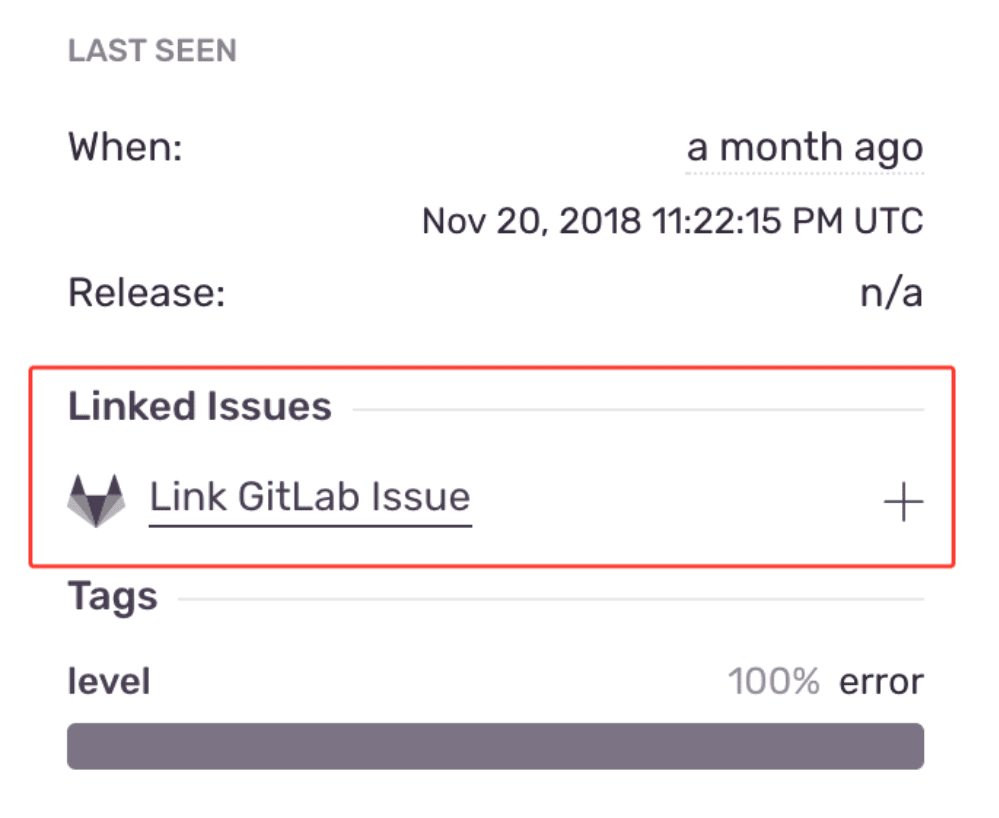 LAST SEEN
When: a month ago
Nov 20, 2018 11:22:15 PM UTC
Release: n/a
Linked Issues
Link GitLab Issue +
Tags
level 100% error